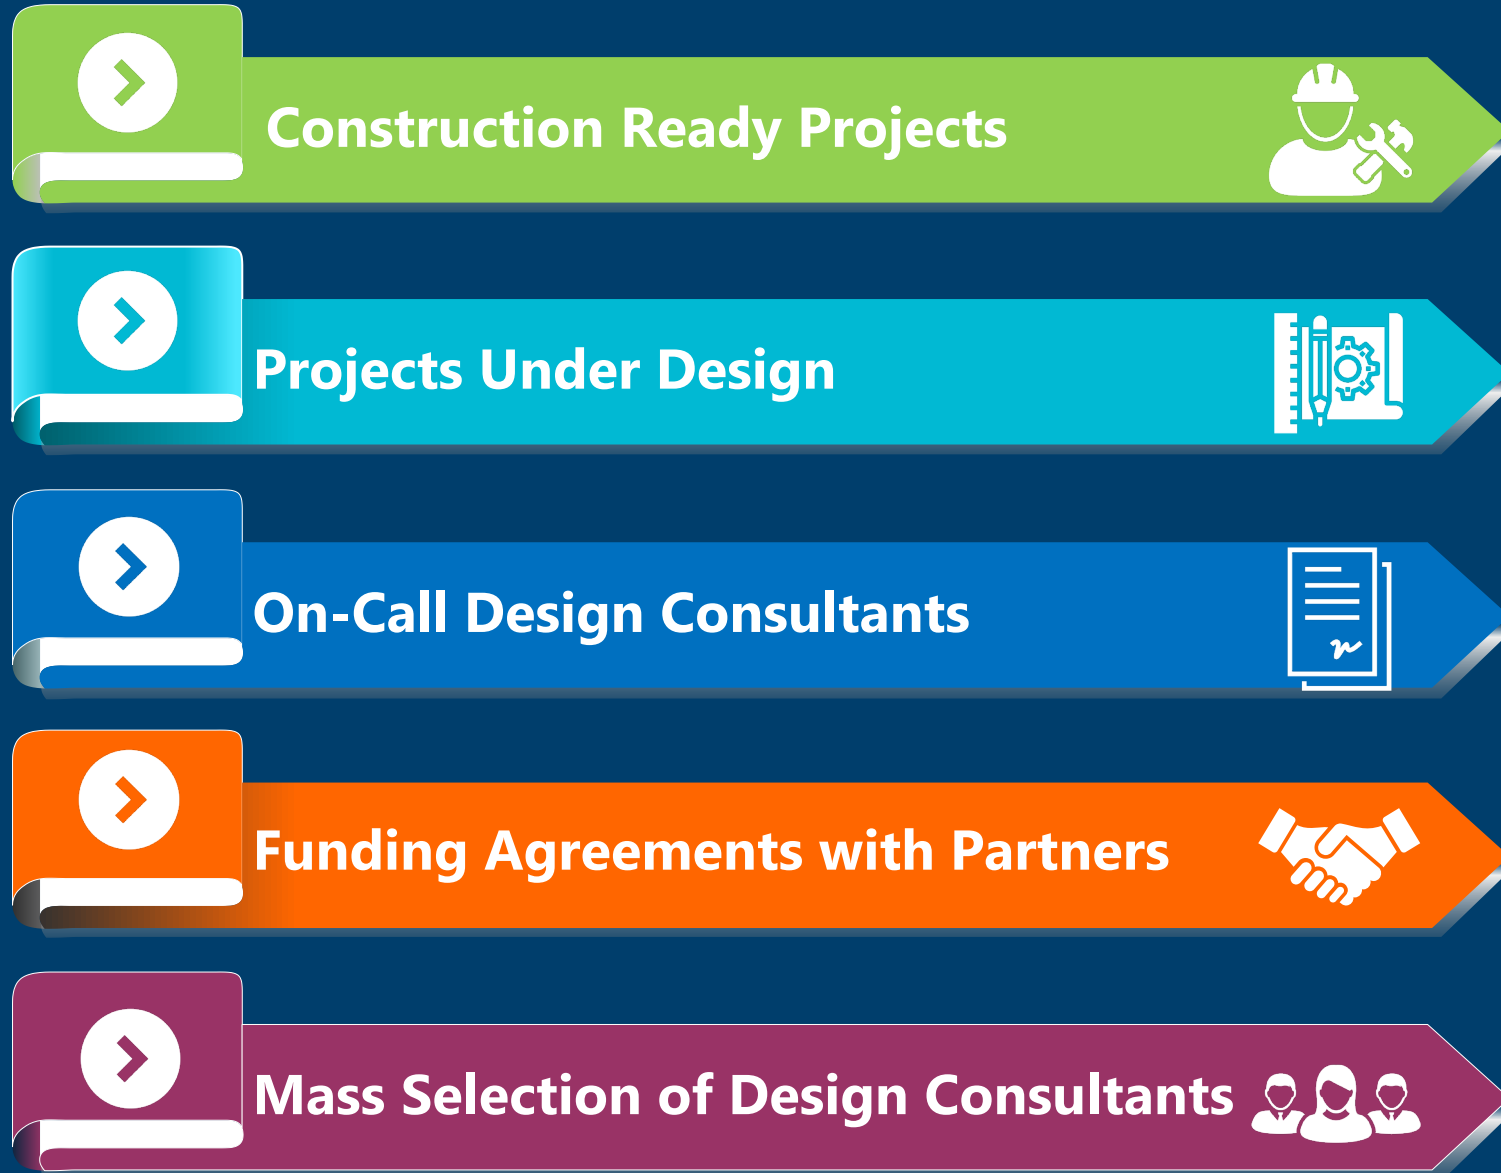 Construction Ready Projects
Projects Under Design
On-Call Design Consultants
Funding Agreements with Partners
Mass Selection of Design Consultants